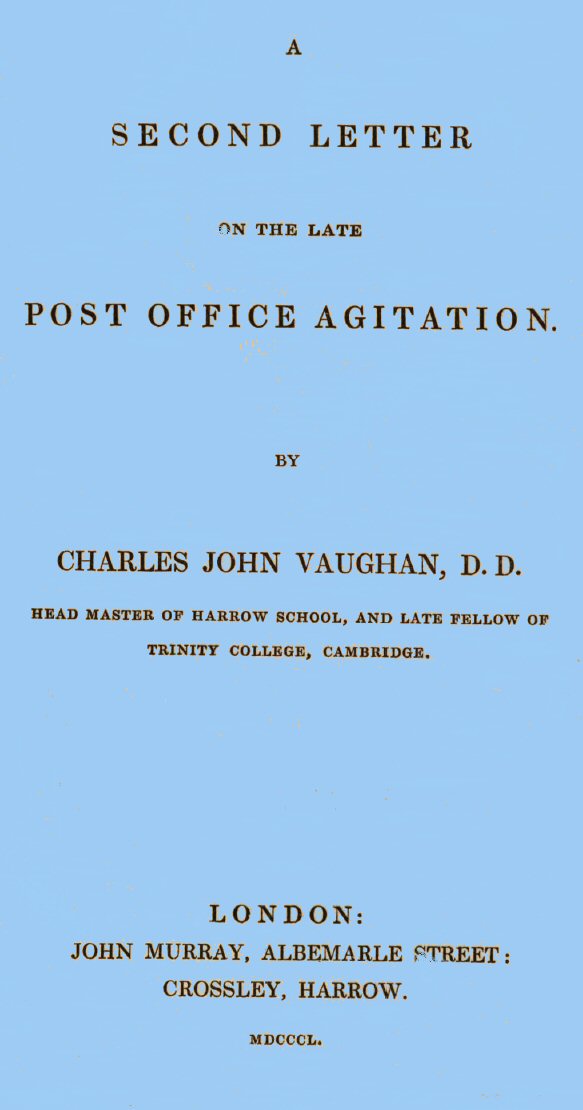 A
SECOND LETTER
ON THE LATE
POST OFFICE AGITATION.
BY
CHARLES JOHN VAUGHAN, D. D.
HEAD MASTER OF HARROW SCHOOL, AND LATE FELLOW OF
TRINITY COLLEGE, CAMBRIDGE.
LONDON:
JOHN MURRAY, ALBEMARLE STREET:
CROSSLEY, HARROW.
MDCCCL.